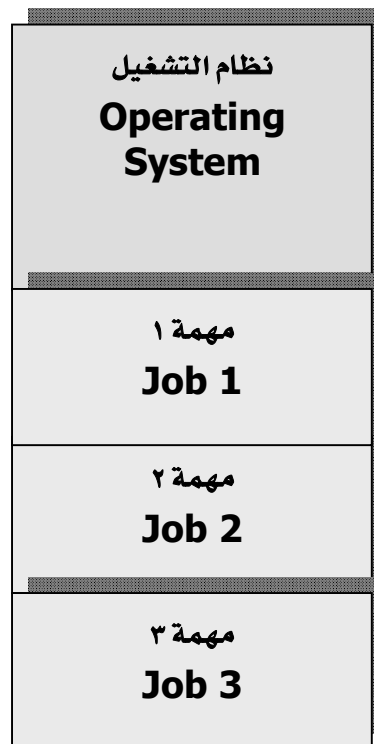 نظام التشغيل
Operating
System
مهمة ١
Job 1
مهمة ٢
Job 2
مهمة ٣
Job 3